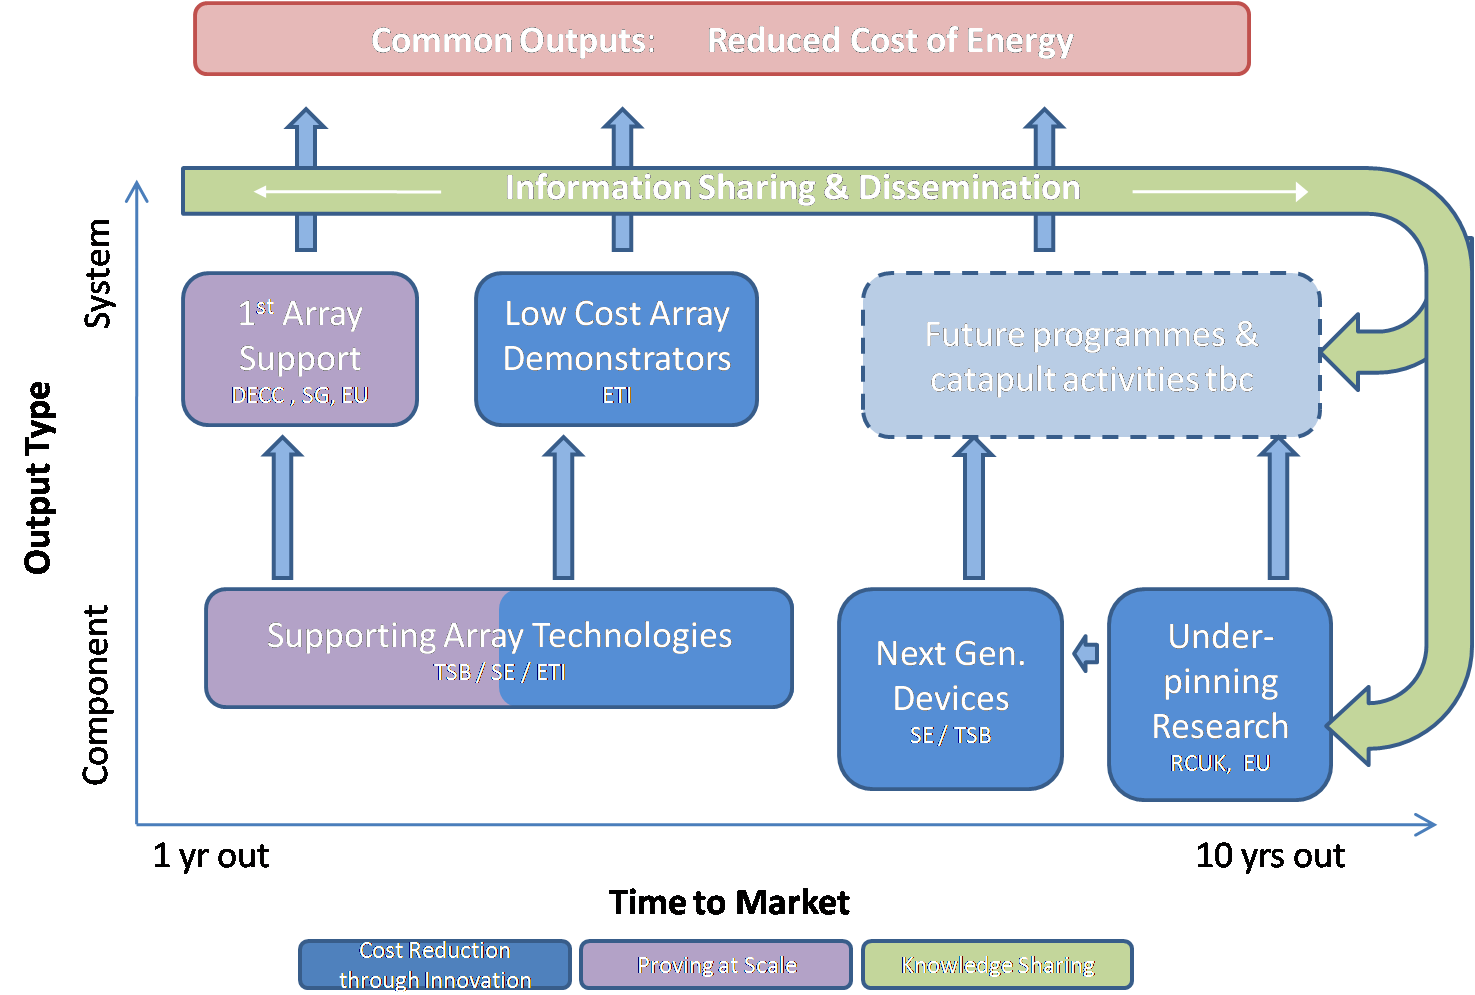 Common Outputs: Reduced Cost of Energy
Information Sharing & Dissemination
System
1st Array
Support
DECC , SG, EU
Low Cost Array
Demonstrators
ETI
Future programmes &
catapult activities tbc
Output Type
Component
Supporting Array Technologies
TSB / SE / ETI
Next Gen.
Devices
SE / TSB
Under-
pinning
Research
RCUK, EU
1 yr out
10 yrs out
Time to Market
Cost Reduction
through Innovation
Proving at Scale
Knowledge Sharing